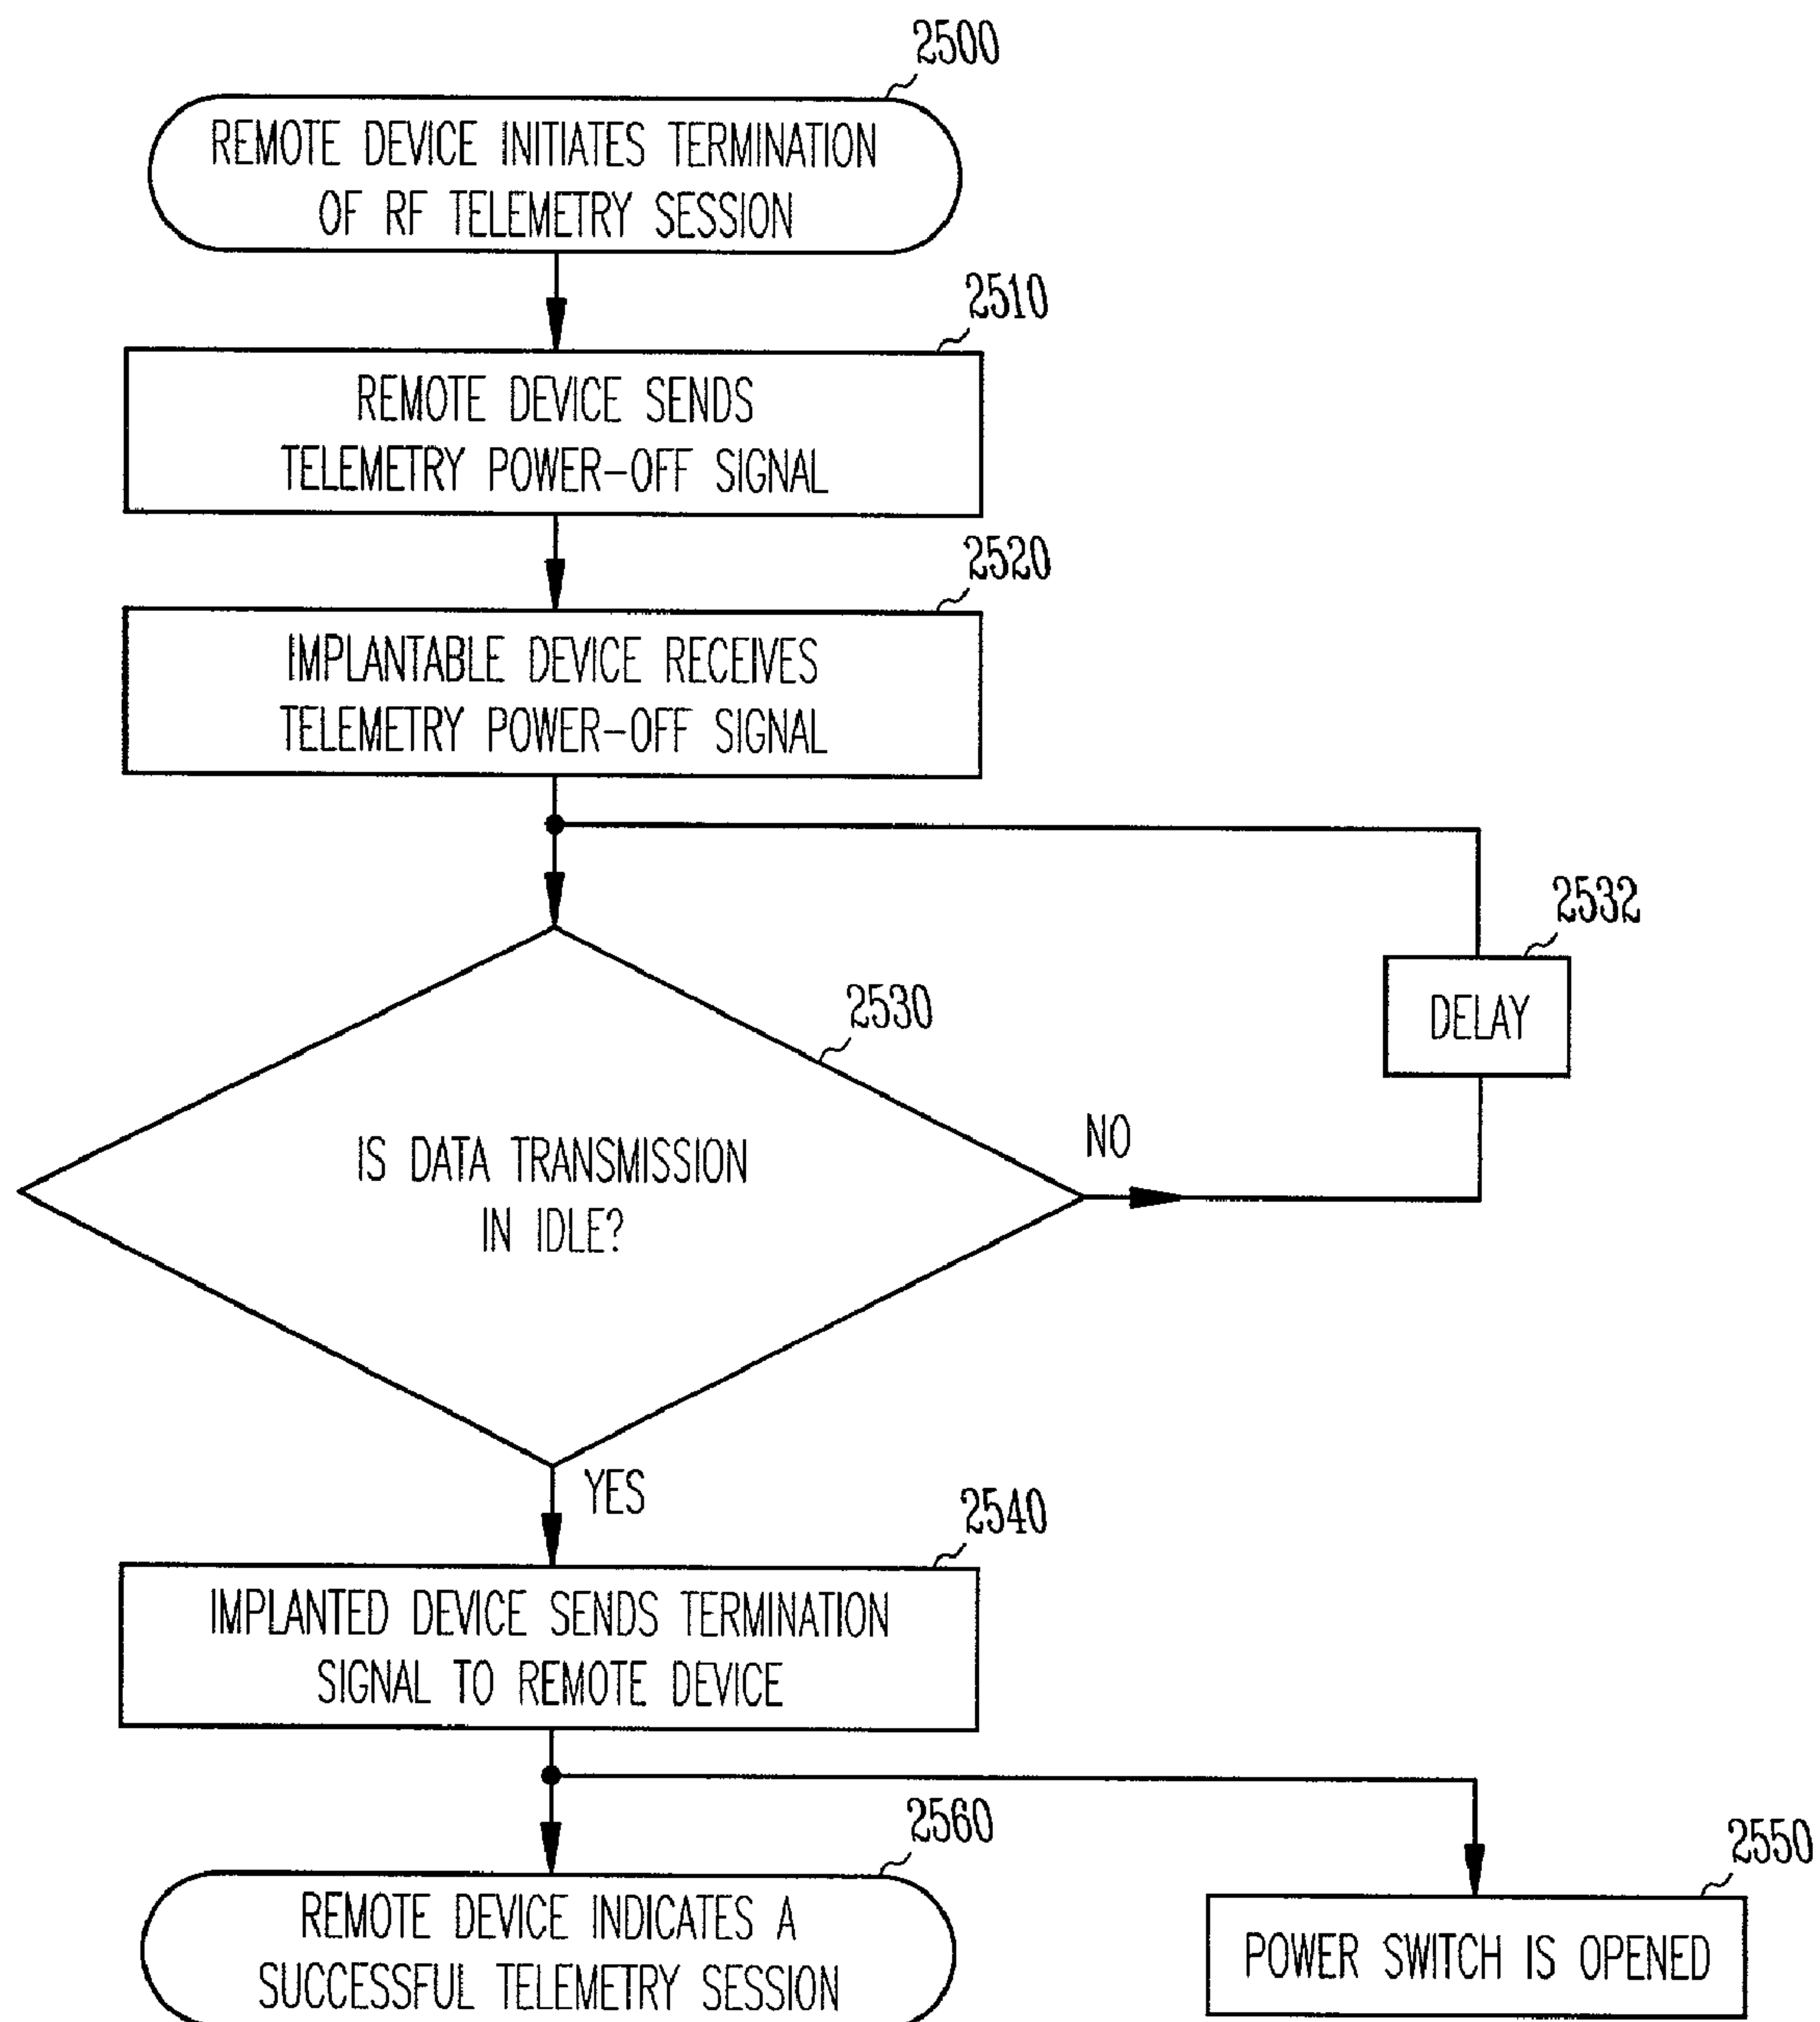 2500
REMOTE DEVICE INITIATES TERMINATION
OF RF TELEMETRY SESSION
2510
REMOTE DEVICE SENDS
TELEMETRY POWER-OFF SIGNAL
2520
IMPLANTABLE DEVICE RECEIVES
TELEMETRY POWER-OFF SIGNAL
2532
DELAY
2530
IS DATA TRANSMISSION
IN IDLE?
NO
YES
2540
IMPLANTED DEVICE SENDS TERMINATION
SIGNAL TO REMOTE DEVICE
2560
REMOTE DEVICE INDICATES A
SUCCESSFUL TELEMETRY SESSION
2550
POWER SWITCH IS OPENED